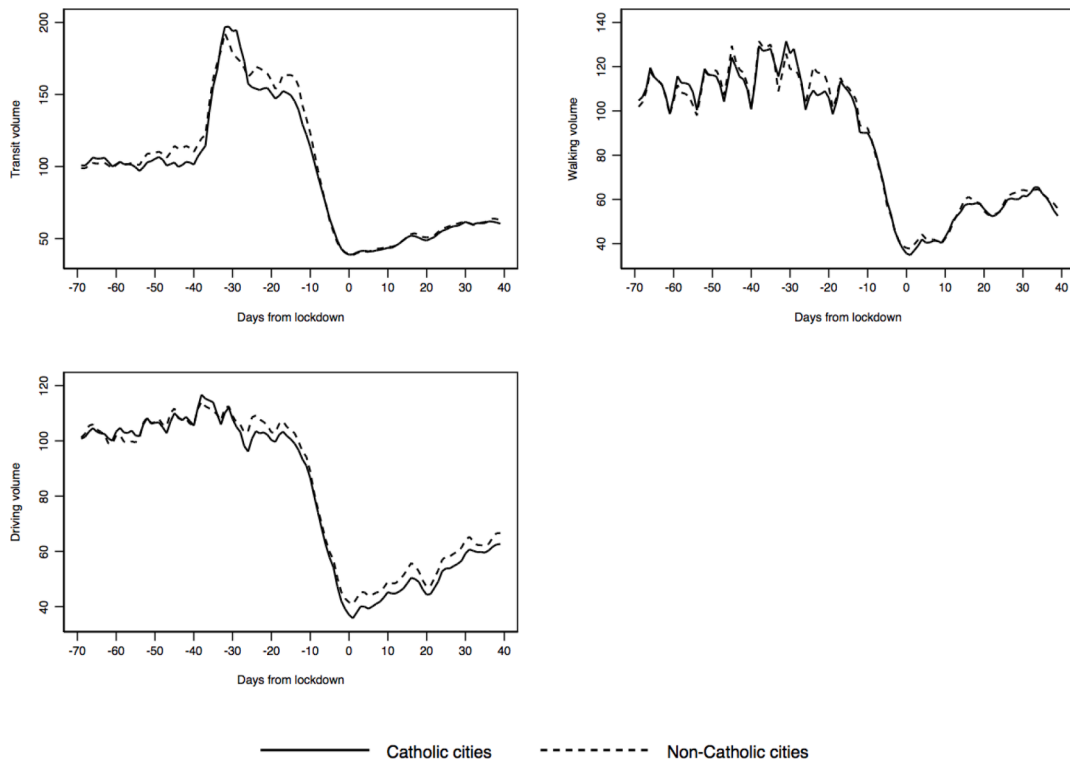 200
150
100
50
Transit volume
-70 -60 -50 -40 -30 -20 -10 0 10 20 30 40
Days from lockdown
140
120
100
80
60
40
Walking volume
-70 -60 -50 -40 -30 -20 -10 0 10 20 30 40
Days from lockdown
120
100
80
60
40
Driving volume
-70 -60 -50 -40 -30 -20 -10 0 10 20 30 40
Days from lockdown
Catholic cities Non-Catholic cities